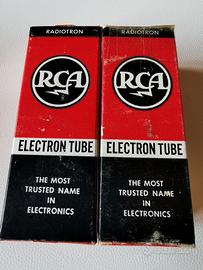 RADIOTRON
RCA
ELECTRON TUBE
THE MOST
TRUSTED NAME
IN
ELECTRONICS
RADIOTRON
RCA
ELECTRON TUBE
THE MOST
TRUSTED NAME
IN
ELECTRONICS